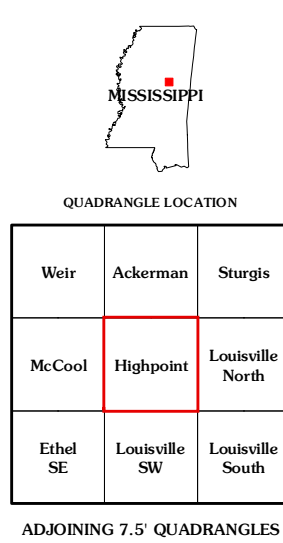 MISSISSIPPI
QUADRANGLE LOCATION
Weir
Ackerman
Sturgis
McCool
Highpoint
Louisville
North
Ethel
SE
Louisville
SW
Louisville
South
ADJOINING 7.5' QUADRANGLES